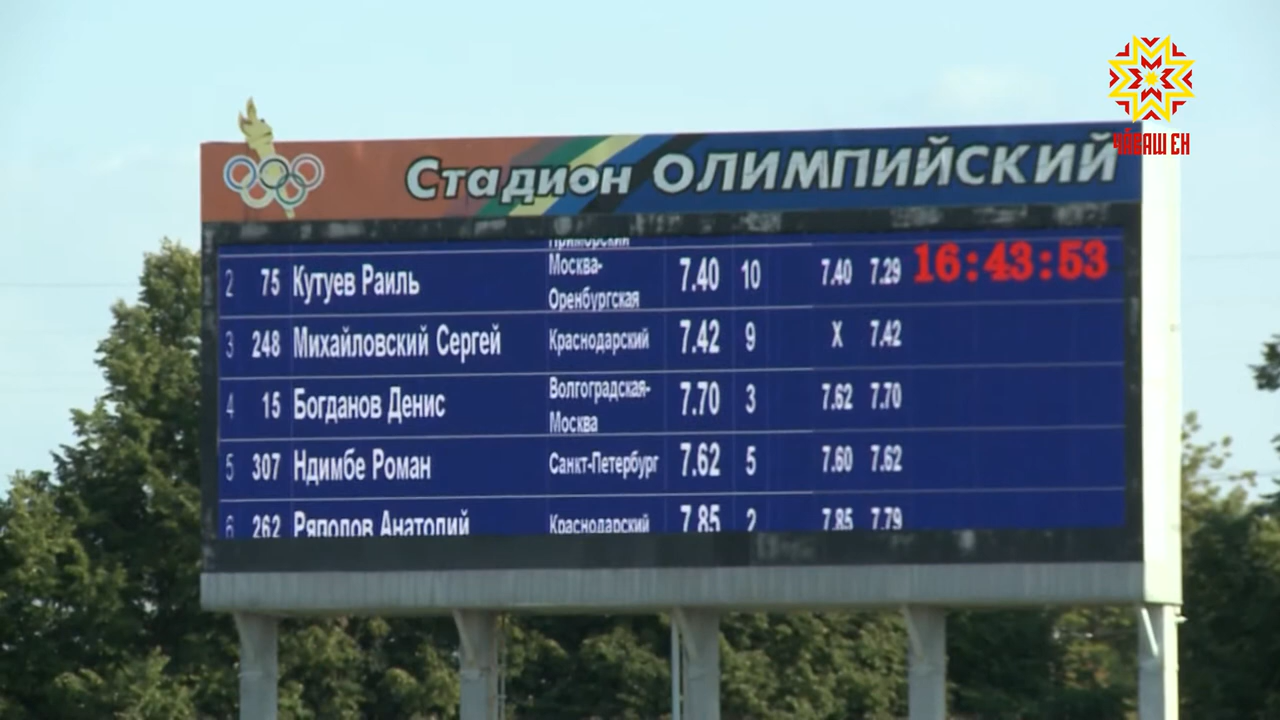 ЧӐВАШ ЕН
Стадион ОЛИМПИЙСКИЙ
16:43:53
Приморский
2 75 Кутуев Раиль Москва- 7.40 10 7.40 7.29
Оренбургская
3 248 Михайловский Сергей Краснодарский 7.42 9 X 7.42
4 15 Богданов Денис Волгоградская- 7.70 3 7.62 7.70
Москва
5 307 Ндимбе Роман Санкт-Петербург 7.62 5 7.60 7.62
6 262 Ряполов Анатолий Краснодарский 7.85 2 7.85 7.79